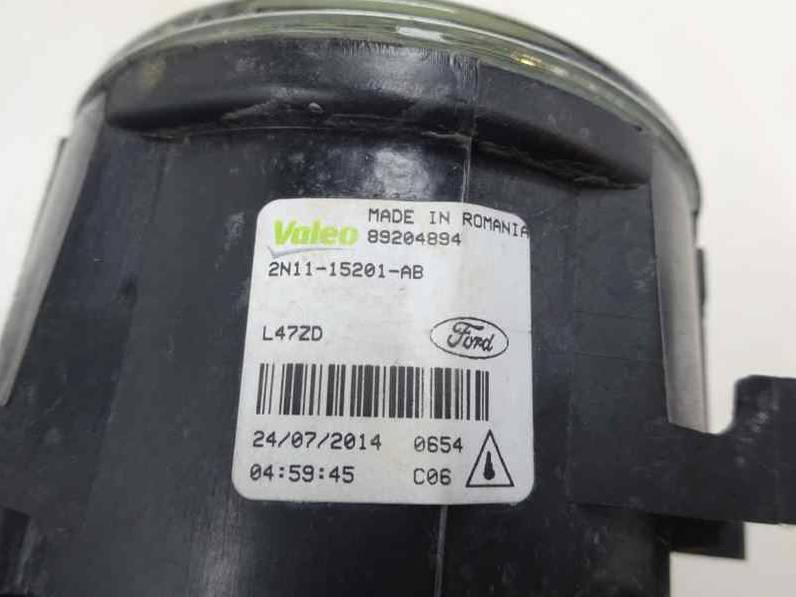 Valeo MADE IN ROMANIA
89204894
2N11-15201-AB
L47ZD Ford
24/07/2014 0654
04:59:45 C06